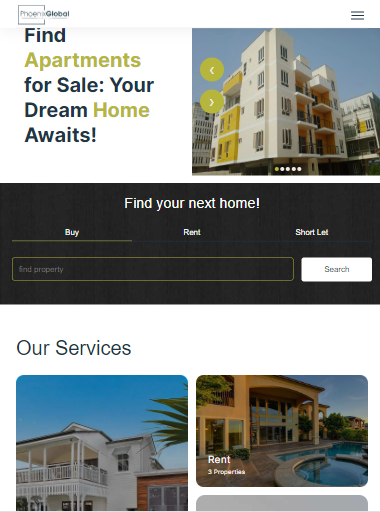 PhoenixGlobal
Find
Apartments
for Sale: Your
Dream Home
Awaits!
Find your next home!
Buy
Rent
Short Let
find property
Search
Our Services
Rent
3 Properties